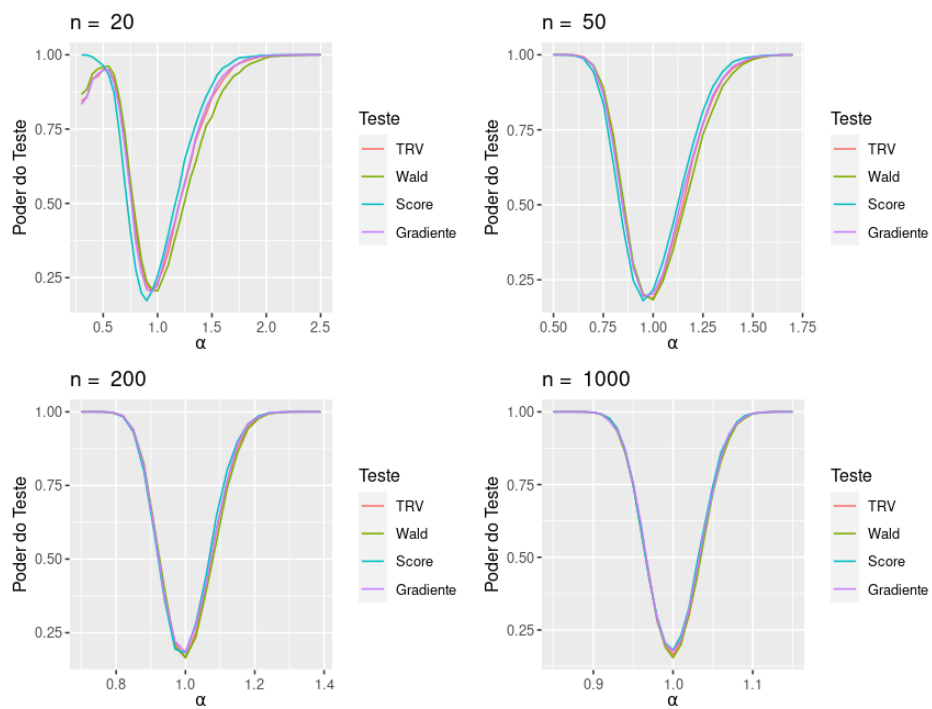 n = 20
Poder do Teste
1.00
0.75
0.50
0.25
0.5 1.0 1.5 2.0 2.5
α
Teste
TRV
Wald
Score
Gradiente
n = 50
Poder do Teste
1.00
0.75
0.50
0.25
0.50 0.75 1.00 1.25 1.50 1.75
α
Teste
TRV
Wald
Score
Gradiente
n = 200
Poder do Teste
1.00
0.75
0.50
0.25
0.8 1.0 1.2 1.4
α
Teste
TRV
Wald
Score
Gradiente
n = 1000
Poder do Teste
1.00
0.75
0.50
0.25
0.9 1.0 1.1
α
Teste
TRV
Wald
Score
Gradiente